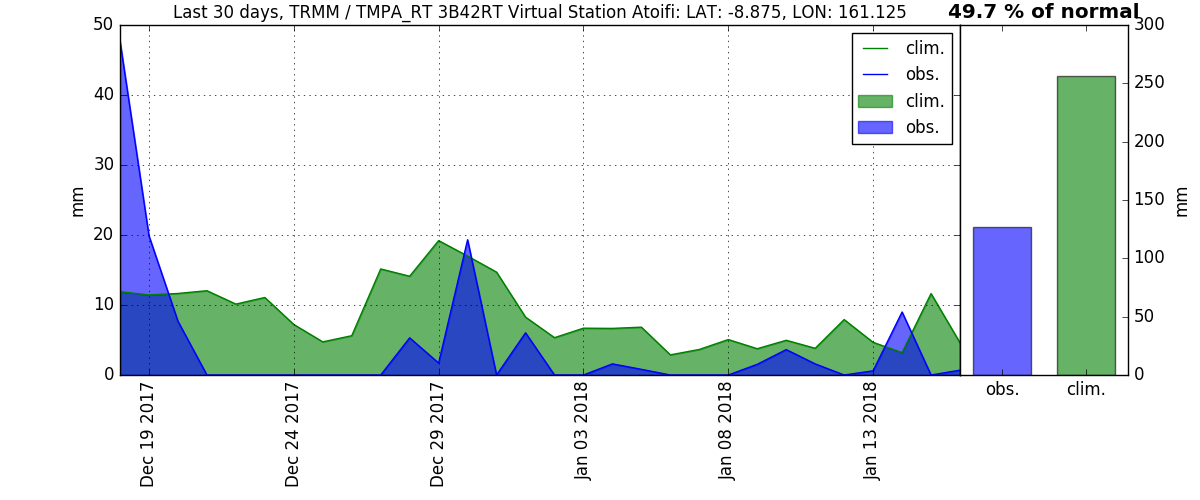 Last 30 days, TRMM / TMPA_RT 3B42RT Virtual Station Atoifi: LAT: -8.875, LON: 161.125
49.7 % of normal
50
40
30
20
10
0
mm
clim.
obs.
clim.
obs.
300
250
200
150
100
50
0
mm
Dec 19 2017
Dec 24 2017
Dec 29 2017
Jan 03 2018
Jan 08 2018
Jan 13 2018
obs.
clim.